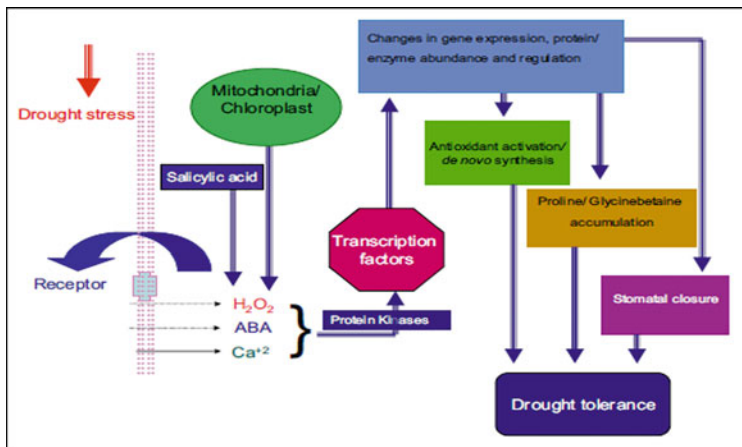 Drought stress
Mitochondria/
Chloroplast
Salicylic acid
Receptor
H₂O₂
ABA
Ca⁺²
}
Protein Kinases
Transcription
factors
Changes in gene expression, protein/
enzyme abundance and regulation
Antioxidant activation/
de novo synthesis
Proline/ Glycinebetaine
accumulation
Stomatal closure
Drought tolerance